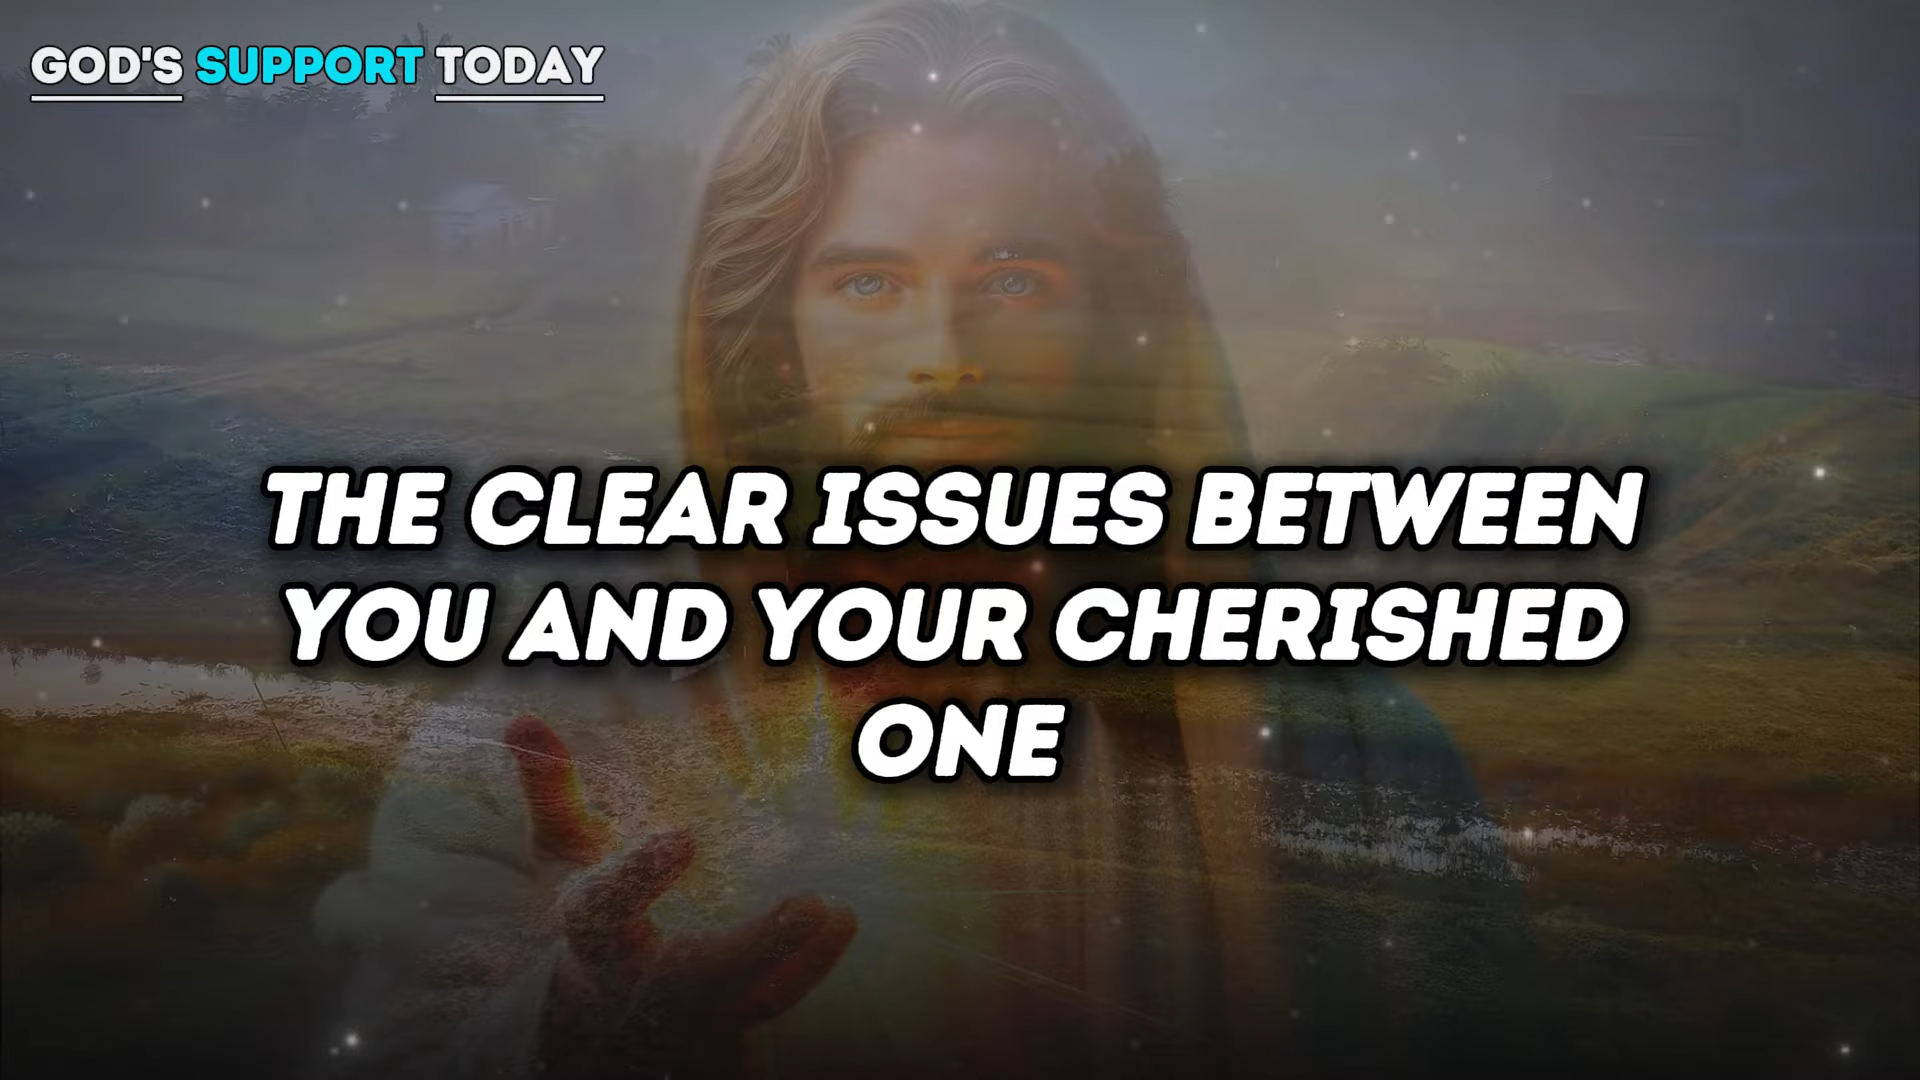 GOD'S SUPPORT TODAY
THE CLEAR ISSUES BETWEEN
YOU AND YOUR CHERISHED
ONE